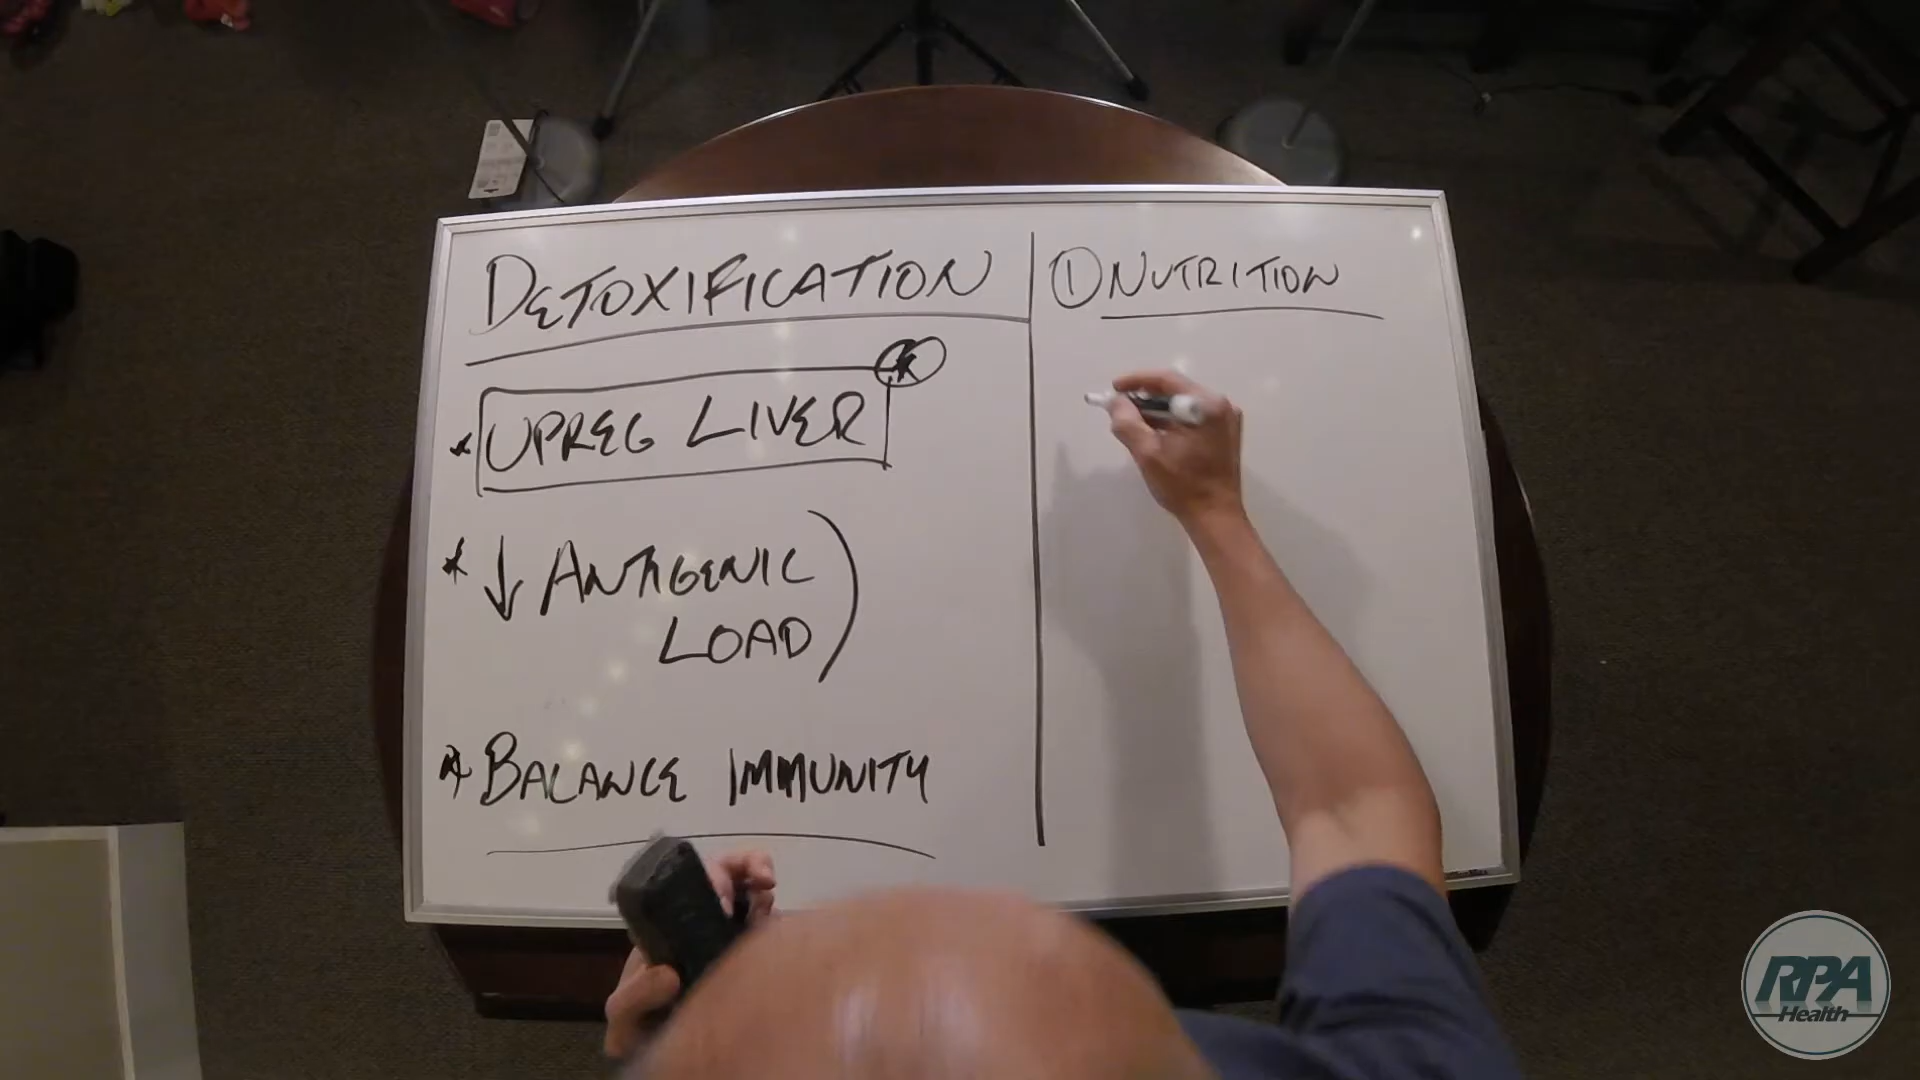 DETOXIFICATION
* UPREG LIVER *
* ↓ ANTIGENIC
LOAD
* BALANCE IMMUNITY
① NUTRITION
RPA
Health